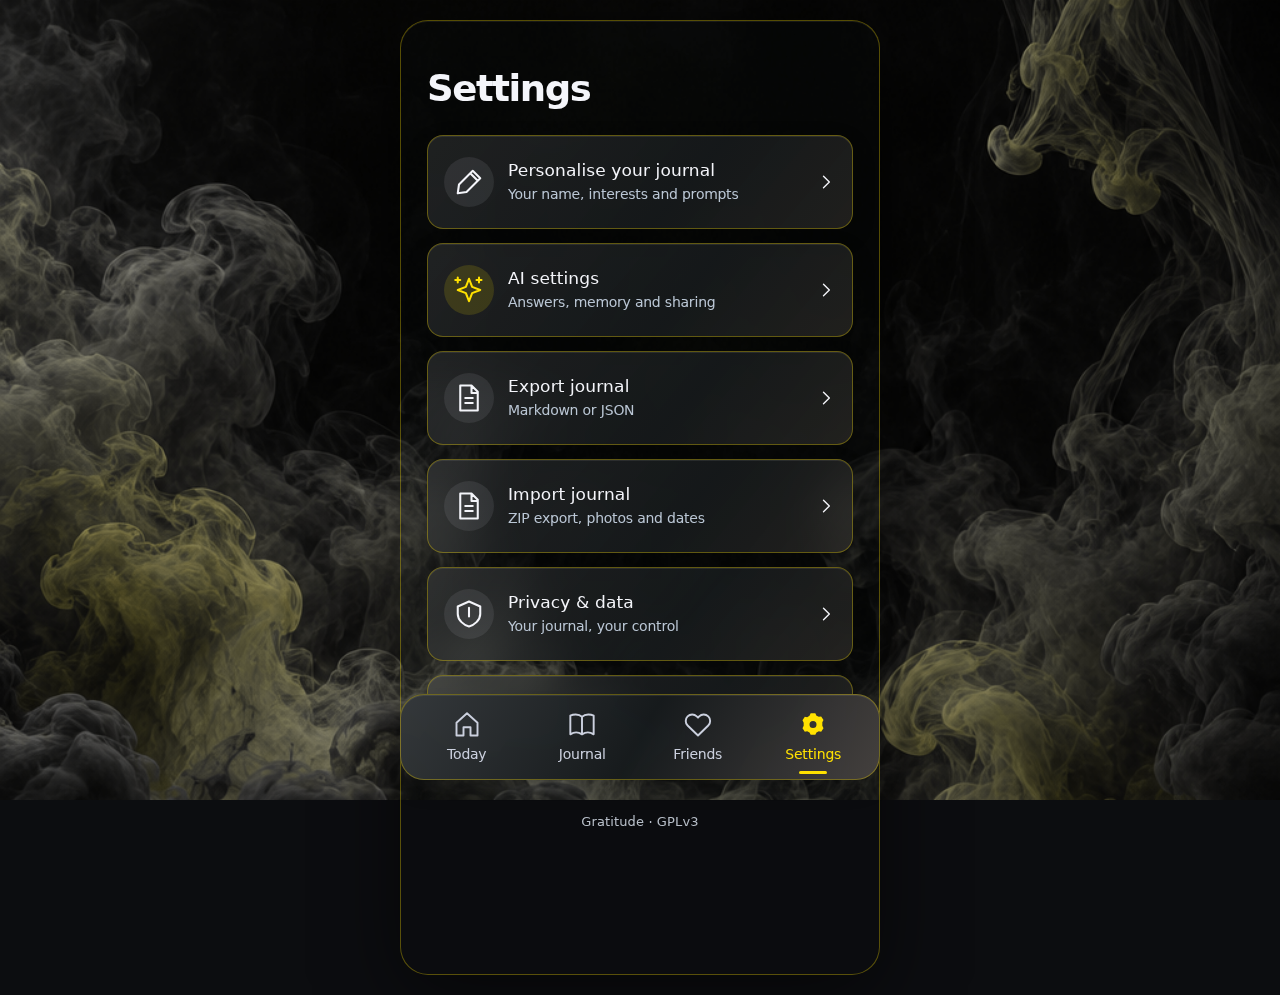 Settings
Personalise your journal
Your name, interests and prompts
AI settings
Answers, memory and sharing
Export journal
Markdown or JSON
Import journal
ZIP export, photos and dates
Privacy & data
Your journal, your control
Today
Journal
Friends
Settings
Gratitude · GPLv3